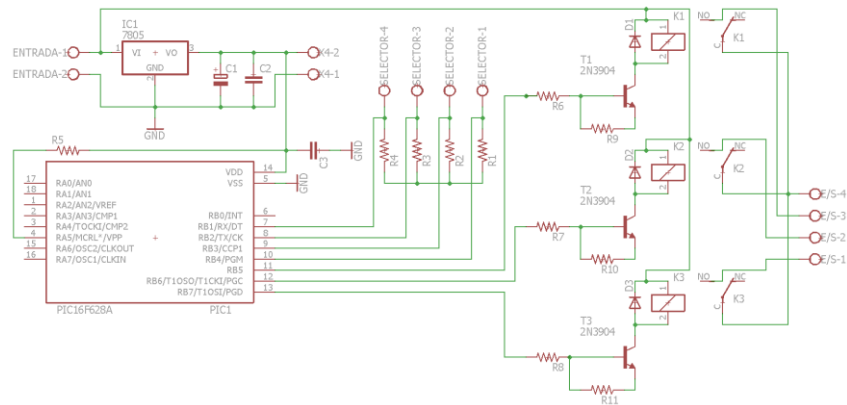 IC1
7805
ENTRADA-1
1
VI
VO
3
GND
2
ENTRADA-2
X4-2
X4-1
C1
C2
GND
SELECTOR-4
SELECTOR-3
SELECTOR-2
SELECTOR-1
R4
R3
R2
R1
R5
C3
GND
VDD
14
VSS
5
GND
17
RA0/AN0
18
RA1/AN1
1
RA2/AN2/VREF
2
RA3/AN3/CMP1
3
RA4/TOCKI/CMP2
4
RA5/MCRL*/VPP
15
RA6/OSC2/CLKOUT
16
RA7/OSC1/CLKIN
RB0/INT
6
RB1/RX/DT
7
RB2/TX/CK
8
RB3/CCP1
9
RB4/PGM
10
RB5
11
RB6/T1OSO/T1CKI/PGC
12
RB7/T1OSI/PGD
13
PIC16F628A
PIC1
T1
2N3904
R6
R9
D1
K1
1
2
NO
NC
C
K1
T2
2N3904
R7
R10
D2
K2
1
2
NO
NC
C
K2
T3
2N3904
R8
R11
D3
K3
1
2
NO
NC
C
K3
E/S-4
E/S-3
E/S-2
E/S-1